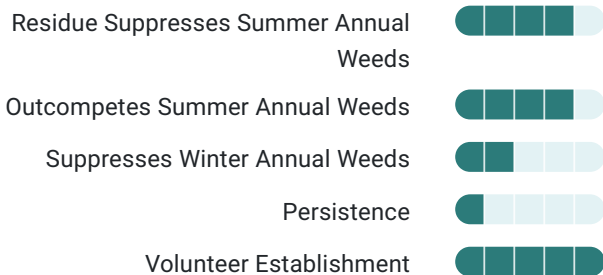 Residue Suppresses Summer Annual
Weeds
Outcompetes Summer Annual Weeds
Suppresses Winter Annual Weeds
Persistence
Volunteer Establishment